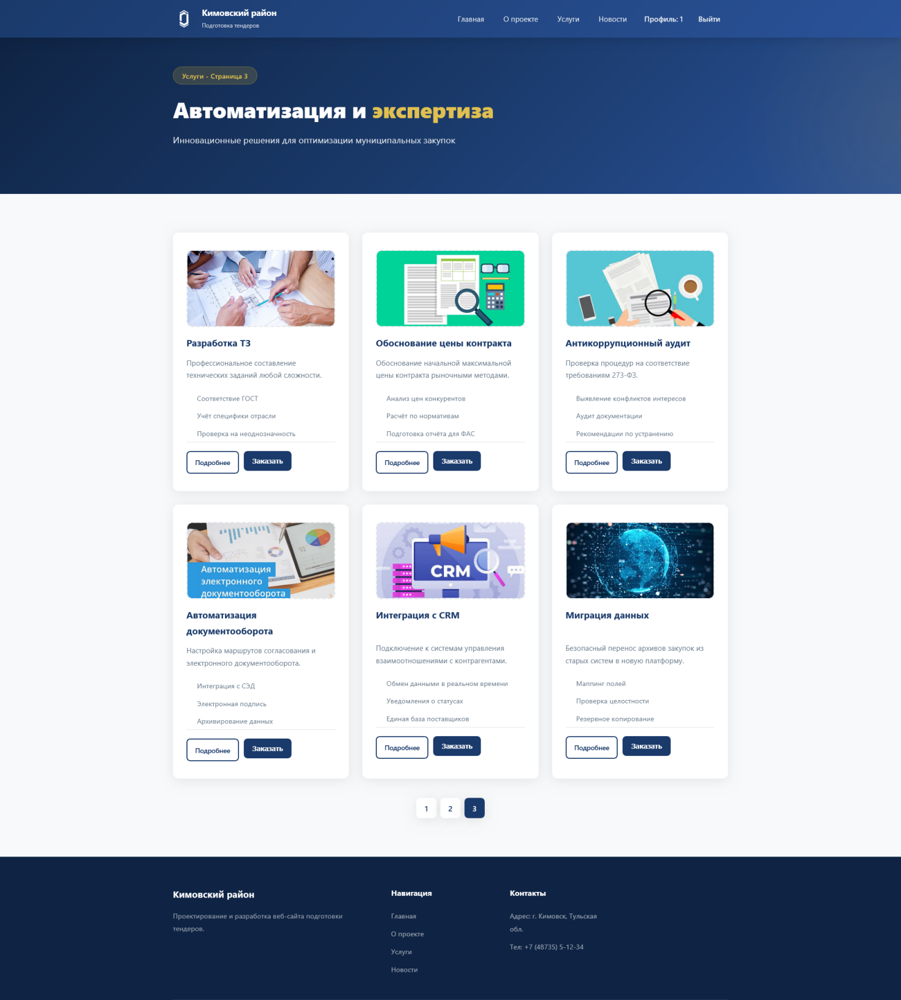 Кимовский район
Подготовка тендеров
Главная
О проекте
Услуги
Новости
Профиль: 1
Выйти
Услуги - Страница 3
Автоматизация и экспертиза
Инновационные решения для оптимизации муниципальных закупок
Разработка ТЗ
Профессиональное составление
технических заданий любой сложности.
Соответствие ГОСТ
Учёт специфики отрасли
Проверка на неоднозначность
Подробнее
Заказать
Обоснование цены контракта
Обоснование начальной максимальной
цены контракта рыночными методами.
Анализ цен конкурентов
Расчёт по нормативам
Подготовка отчёта для ФАС
Подробнее
Заказать
Антикоррупционный аудит
Проверка процедур на соответствие
требованиям 273-ФЗ.
Выявление конфликтов интересов
Аудит документации
Рекомендации по устранению
Подробнее
Заказать
Автоматизация
электронного
документооборота
Автоматизация
документооборота
Настройка маршрутов согласования и
электронного документооборота.
Интеграция с СЭД
Электронная подпись
Архивирование данных
Подробнее
Заказать
CRM
Интеграция с CRM
Подключение к системам управления
взаимоотношениями с контрагентами.
Обмен данными в реальном времени
Уведомления о статусах
Единая база поставщиков
Подробнее
Заказать
Миграция данных
Безопасный перенос архивов закупок из
старых систем в новую платформу.
Маппинг полей
Проверка целостности
Резервное копирование
Подробнее
Заказать
1
2
3
Кимовский район
Проектирование и разработка веб-сайта подготовки
тендеров.
Навигация
Главная
О проекте
Услуги
Новости
Контакты
Адрес: г. Кимовск, Тульская
обл.
Тел: +7 (48735) 5-12-34